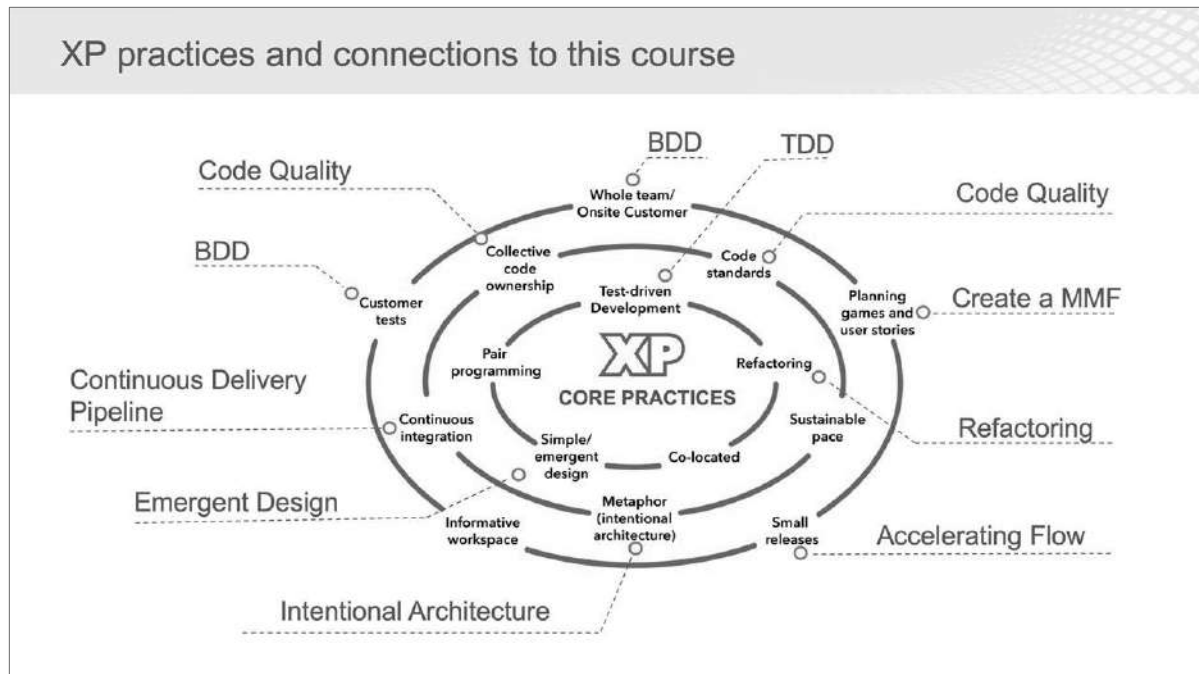 XP practices and connections to this course
BDD
TDD
Code Quality
Code Quality
BDD
Create a MMF
Continuous Delivery
Pipeline
Refactoring
Emergent Design
Accelerating Flow
Intentional Architecture
Whole team/
Onsite Customer
Collective
code
ownership
Code
standards
Customer
tests
Test-driven
Development
Planning
games and
user stories
Pair
programming
XP
CORE PRACTICES
Refactoring
Continuous
integration
Simple/
emergent
design
Co-located
Sustainable
pace
Informative
workspace
Metaphor
(intentional
architecture)
Small
releases